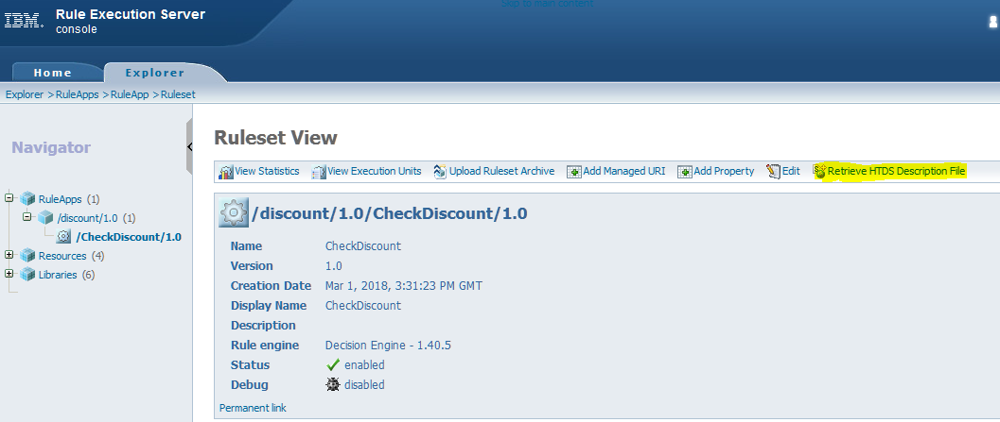 Skip to main content
IBM.
Rule Execution Server
console
Home
Explorer
Explorer >RuleApps >RuleApp >Ruleset
Navigator
RuleApps (1)
/discount/1.0 (1)
/CheckDiscount/1.0
Resources (4)
Libraries (6)
Ruleset View
View Statistics View Execution Units Upload Ruleset Archive Add Managed URI Add Property Edit Retrieve HTDS Description File
/discount/1.0/CheckDiscount/1.0
Name CheckDiscount
Version 1.0
Creation Date Mar 1, 2018, 3:31:23 PM GMT
Display Name CheckDiscount
Description
Rule engine Decision Engine - 1.40.5
Status enabled
Debug disabled
Permanent link